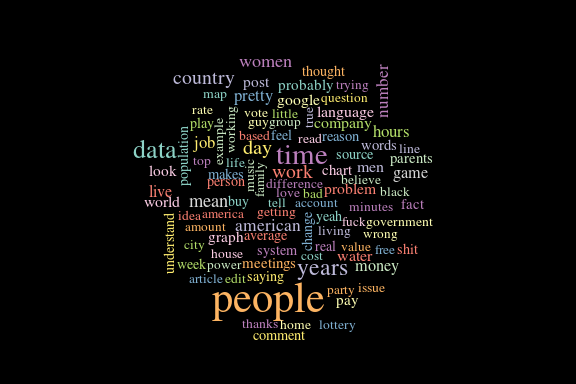 women
thought
country post probably trying
map pretty google question number
rate vote little true language
play example working guy group company
based feel read reason hours
data population job day words line
time source parents
look top makes life music work chart men game
person family difference believe
live love bad problem black
world mean buy tell account minutes fact
idea america getting yeah fuck government
amount american change living wrong
understand graph average
city system real value free shit
house cost water
week power meetings years money
article edit saying
people party issue
pay
thanks home lottery
comment